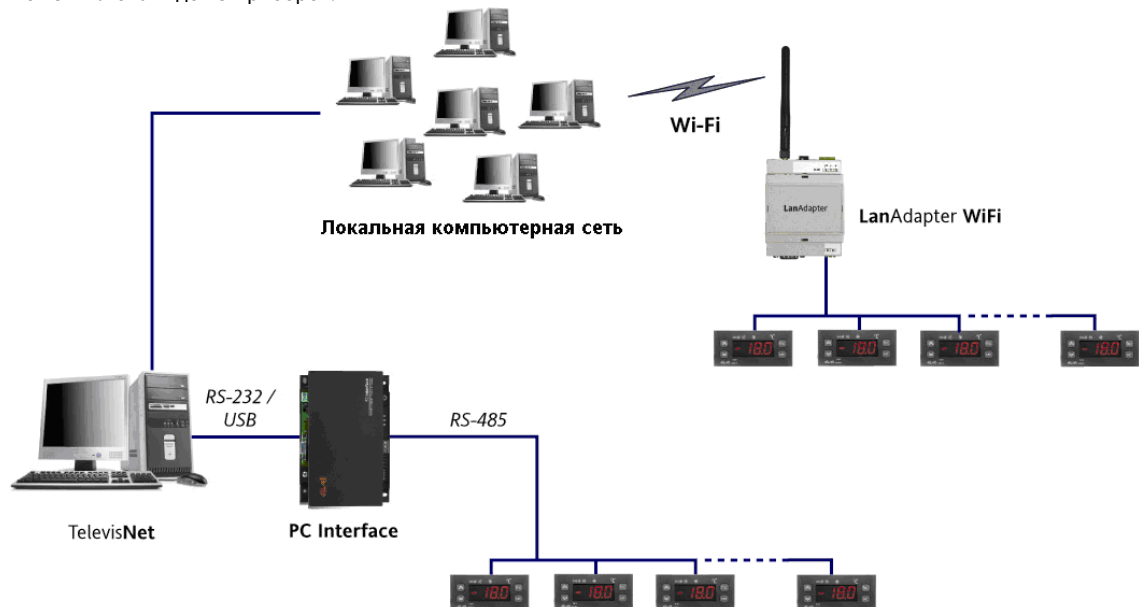 Wi-Fi
LanAdapter
LanAdapter WiFi
Локальная компьютерная сеть
-18.0
-18.0
-18.0
-18.0
RS-232 /
USB
RS-485
TelevisNet
PC Interface
-18.0
-18.0
-18.0
-18.0